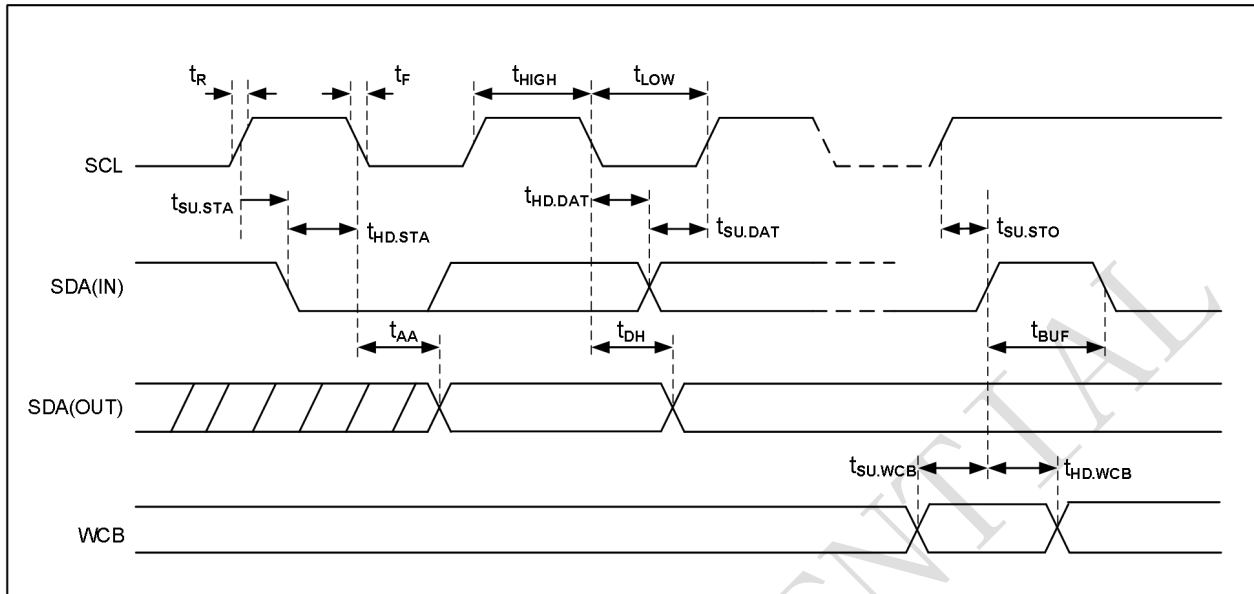 tR tF tHIGH tLOW
SCL
tSU.STA tHD.STA tHD.DAT tSU.DAT tSU.STO
SDA(IN)
tAA tDH tBUF
SDA(OUT)
tSU.WCB tHD.WCB
WCB